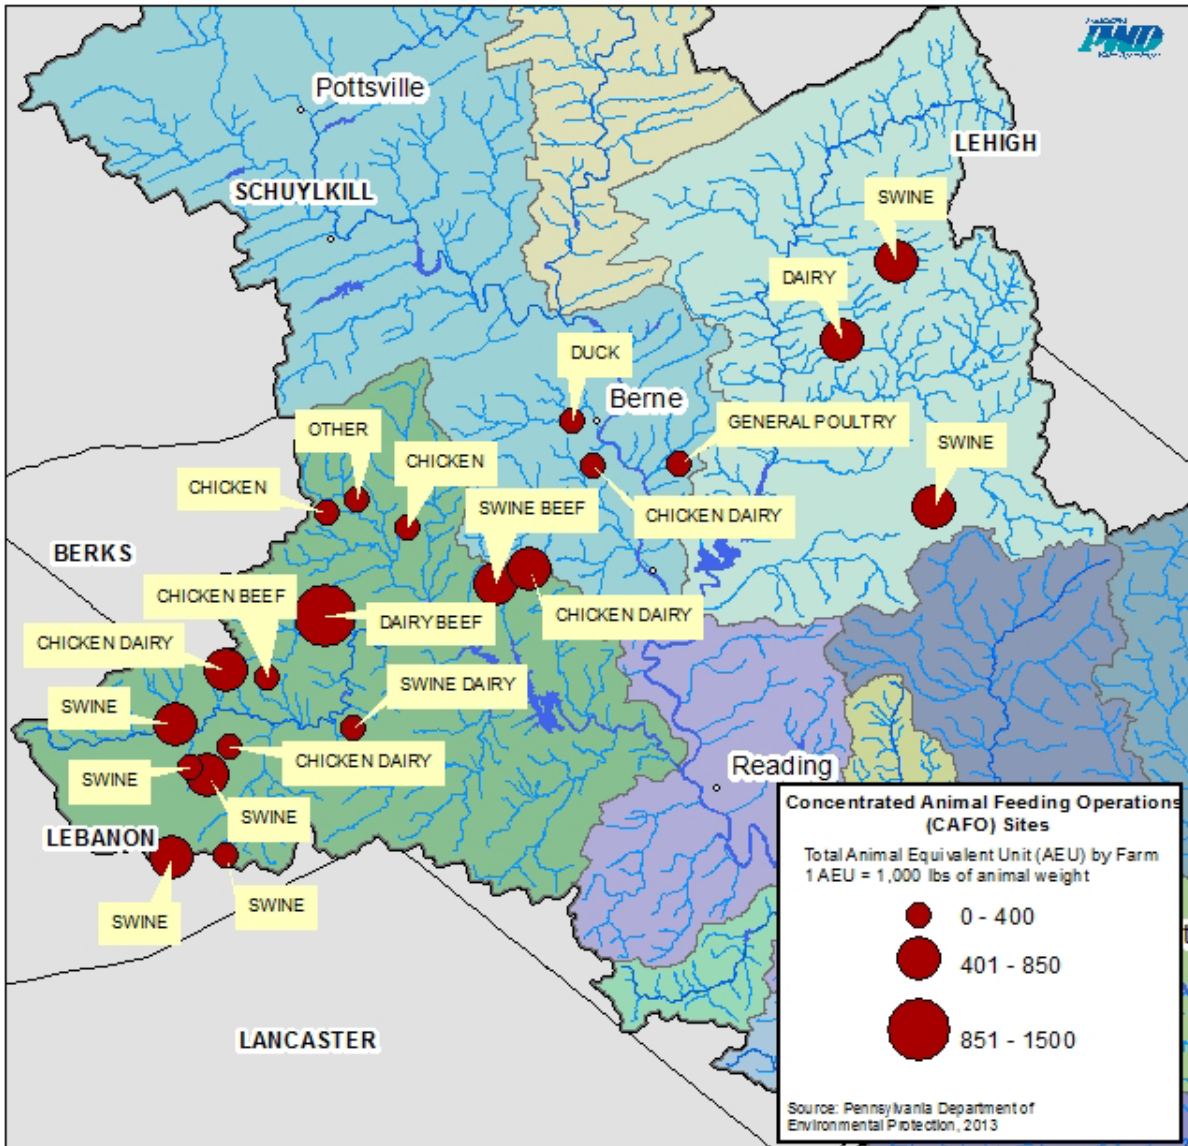 PWD
Pottsville
LEHIGH
SCHUYLKILL
SWINE
DAIRY
DUCK
Berne
GENERAL POULTRY
OTHER
SWINE
CHICKEN
CHICKEN
SWINE BEEF
CHICKEN DAIRY
BERKS
CHICKEN BEEF
CHICKEN DAIRY
DAIRY BEEF
CHICKEN DAIRY
SWINE DAIRY
SWINE
CHICKEN DAIRY
Reading
SWINE
SWINE
LEBANON
SWINE
SWINE
LANCASTER
Concentrated Animal Feeding Operations
(CAFO) Sites
Total Animal Equivalent Unit (AEU) by Farm
1 AEU = 1,000 lbs of animal weight
0 - 400
401 - 850
851 - 1500
Source: Pennsylvania Department of
Environmental Protection, 2013